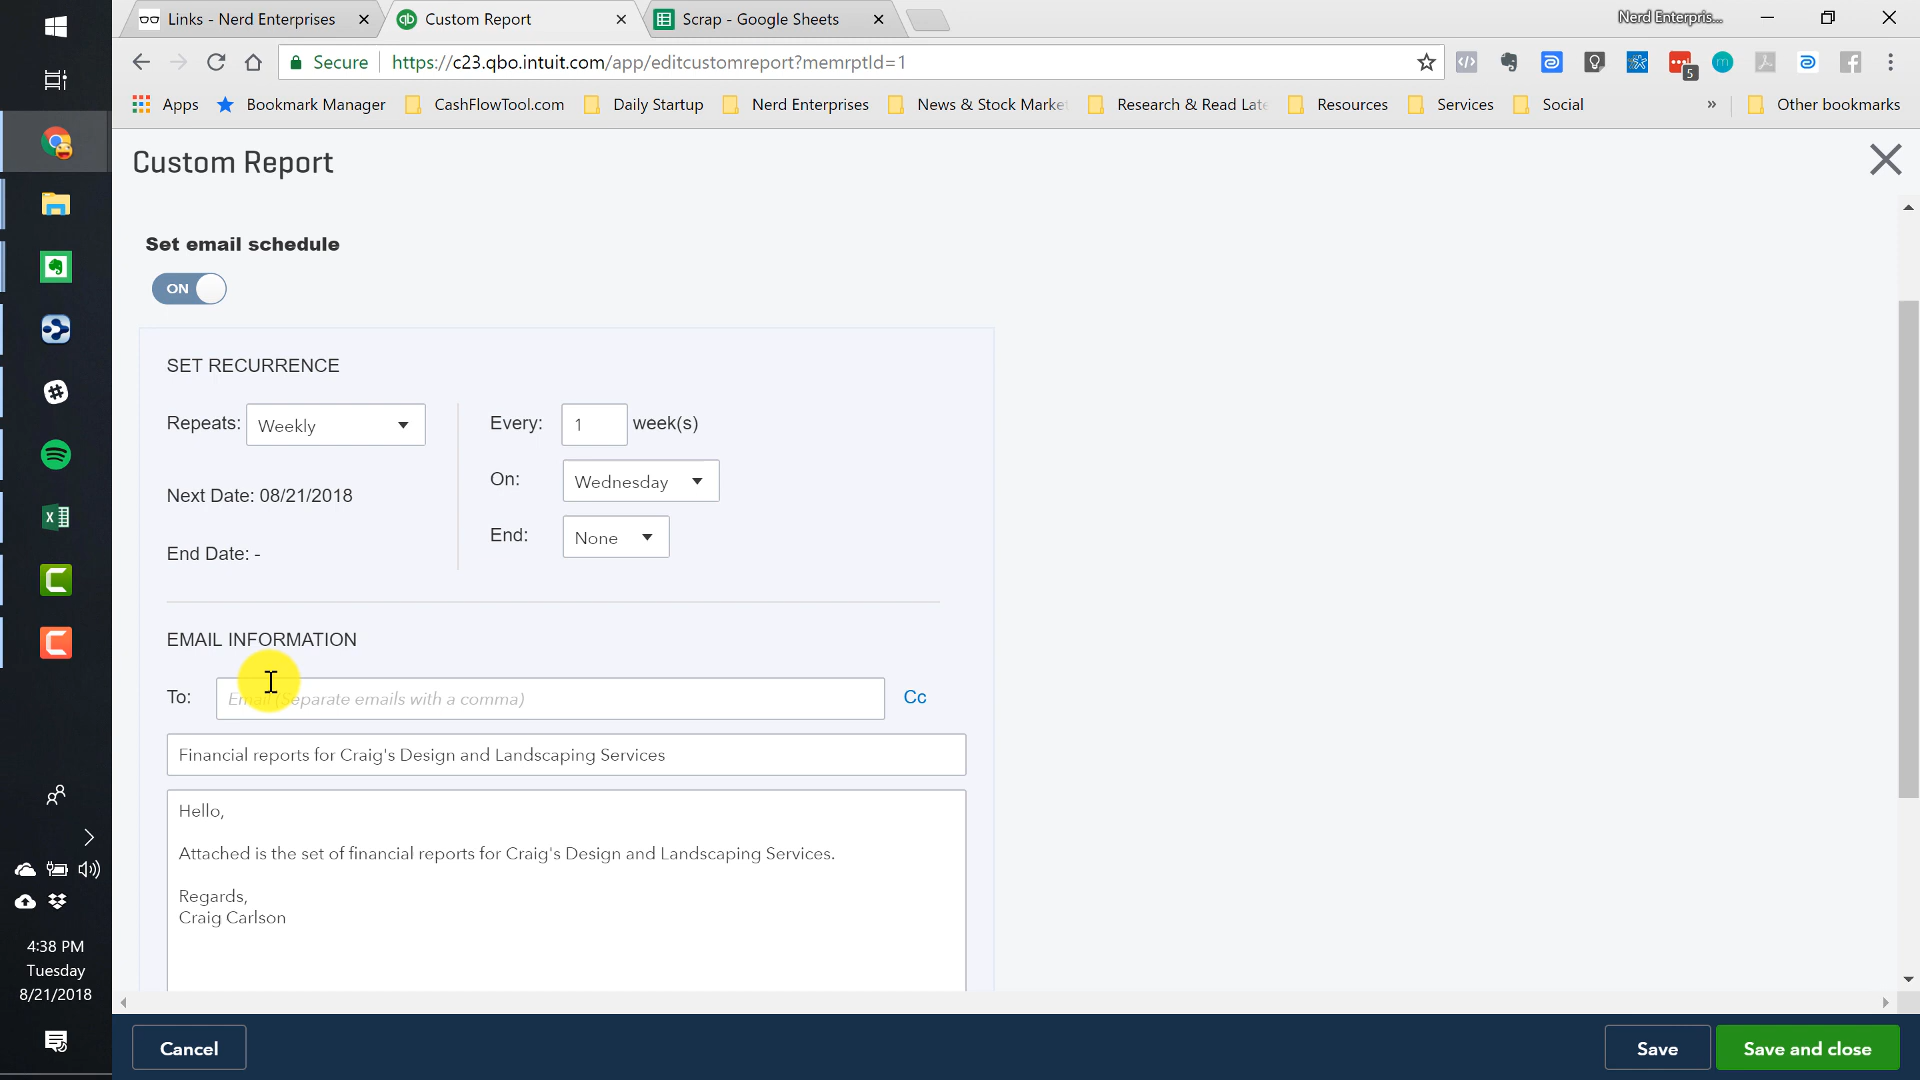 Links - Nerd Enterprises
Custom Report
Scrap - Google Sheets
Nerd Enterpris...
Secure
https://c23.qbo.intuit.com/app/editcustomreport?memrptId=1
5
Apps
Bookmark Manager
CashFlowTool.com
Daily Startup
Nerd Enterprises
News & Stock Marke
Research & Read Late
Resources
Services
Social
»
Other bookmarks
Custom Report
Set email schedule
ON
SET RECURRENCE
Repeats: Weekly
Every: 1 week(s)
On: Wednesday
Next Date: 08/21/2018
End: None
End Date: -
EMAIL INFORMATION
To: Email (Separate emails with a comma) Cc
Financial reports for Craig's Design and Landscaping Services
Hello,
Attached is the set of financial reports for Craig's Design and Landscaping Services.
Regards,
Craig Carlson
4:38 PM
Tuesday
8/21/2018
Cancel
Save
Save and close